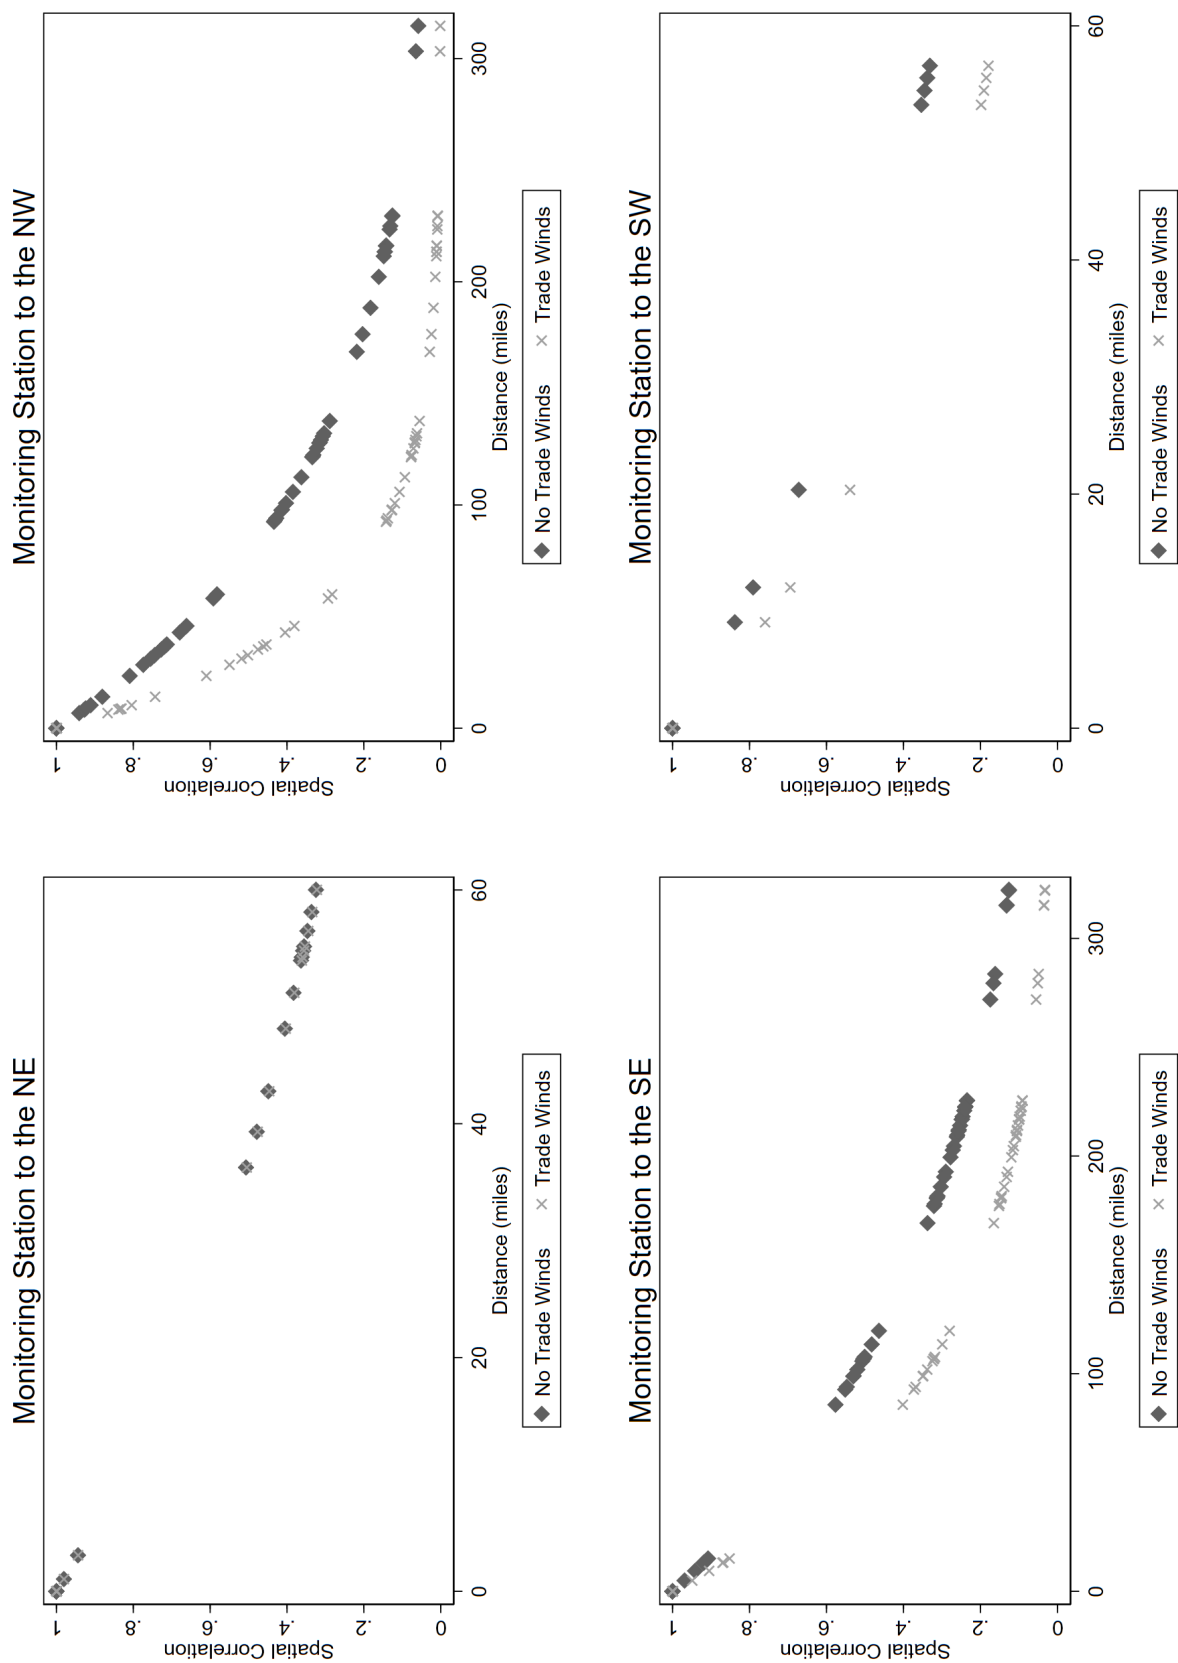 Monitoring Station to the NE
Spatial Correlation
1
.8
.6
.4
.2
0
0 20 40 60
Distance (miles)
No Trade Winds Trade Winds
Monitoring Station to the NW
Spatial Correlation
1
.8
.6
.4
.2
0
0 100 200 300
Distance (miles)
No Trade Winds Trade Winds
Monitoring Station to the SE
Spatial Correlation
1
.8
.6
.4
.2
0
0 100 200 300
Distance (miles)
No Trade Winds Trade Winds
Monitoring Station to the SW
Spatial Correlation
1
.8
.6
.4
.2
0
0 20 40 60
Distance (miles)
No Trade Winds Trade Winds